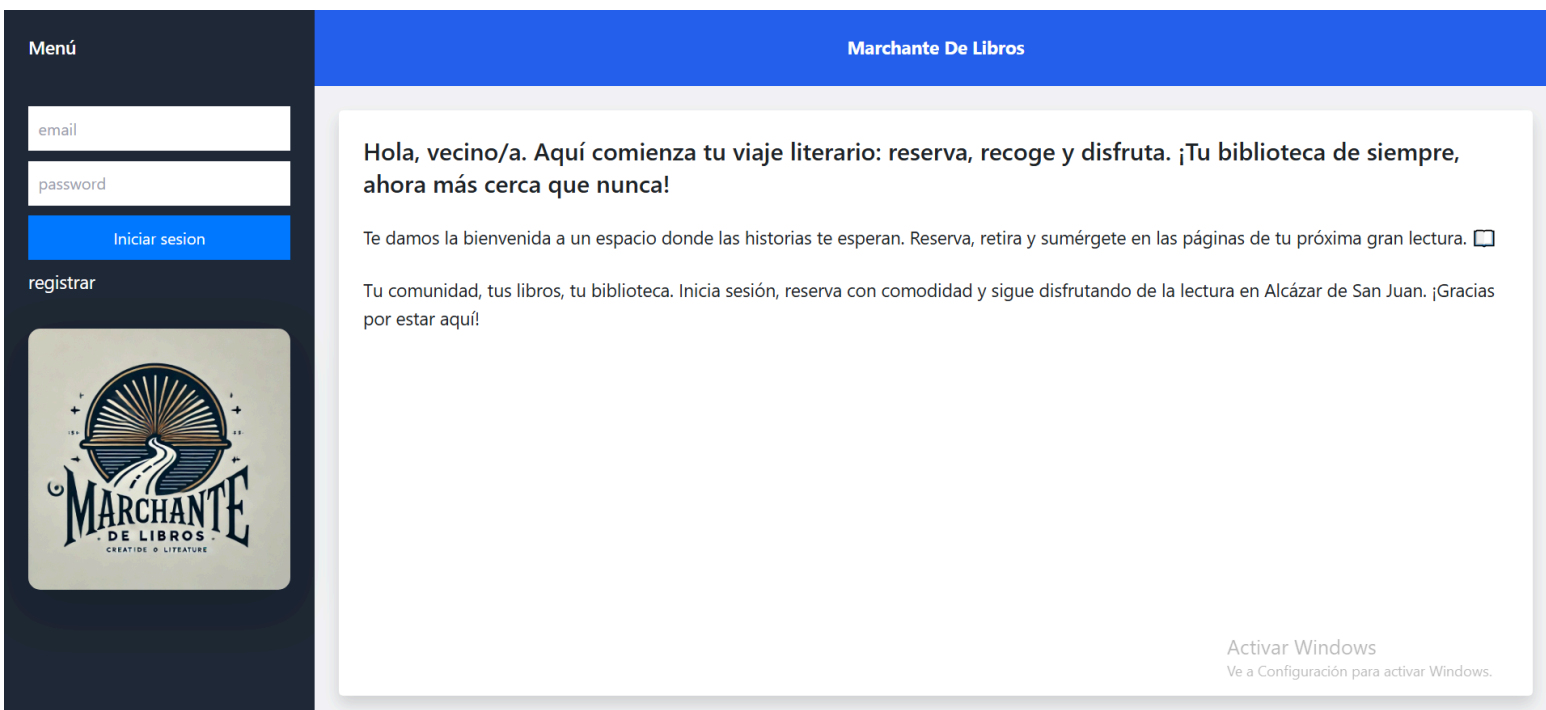 Menú
Marchante De Libros
email
password
Iniciar sesion
registrar
MARCHANTE
DE LIBROS
CREATIDE O LITEATURE
Hola, vecino/a. Aquí comienza tu viaje literario: reserva, recoge y disfruta. ¡Tu biblioteca de siempre,
ahora más cerca que nunca!
Te damos la bienvenida a un espacio donde las historias te esperan. Reserva, retira y sumérgete en las páginas de tu próxima gran lectura. 📖
Tu comunidad, tus libros, tu biblioteca. Inicia sesión, reserva con comodidad y sigue disfrutando de la lectura en Alcázar de San Juan. ¡Gracias
por estar aquí!
Activar Windows
Ve a Configuración para activar Windows.